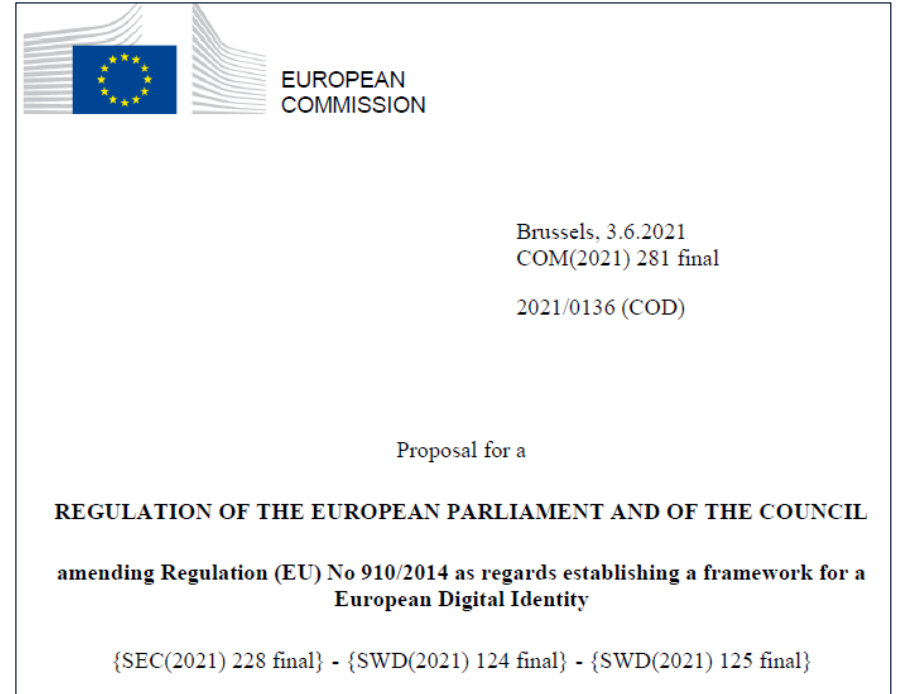 EUROPEAN
COMMISSION
Brussels, 3.6.2021
COM(2021) 281 final
2021/0136 (COD)
Proposal for a
REGULATION OF THE EUROPEAN PARLIAMENT AND OF THE COUNCIL
amending Regulation (EU) No 910/2014 as regards establishing a framework for a
European Digital Identity
{SEC(2021) 228 final} - {SWD(2021) 124 final} - {SWD(2021) 125 final}